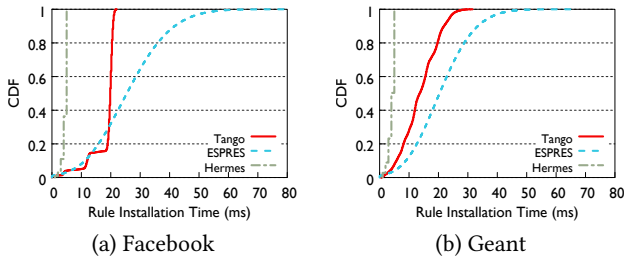 CDF
1
0.8
0.6
0.4
0.2
0
Tango
ESPRES
Hermes
0 10 20 30 40 50 60 70 80
Rule Installation Time (ms)
(a) Facebook
CDF
1
0.8
0.6
0.4
0.2
0
Tango
ESPRES
Hermes
0 10 20 30 40 50 60 70 80
Rule Installation Time (ms)
(b) Geant